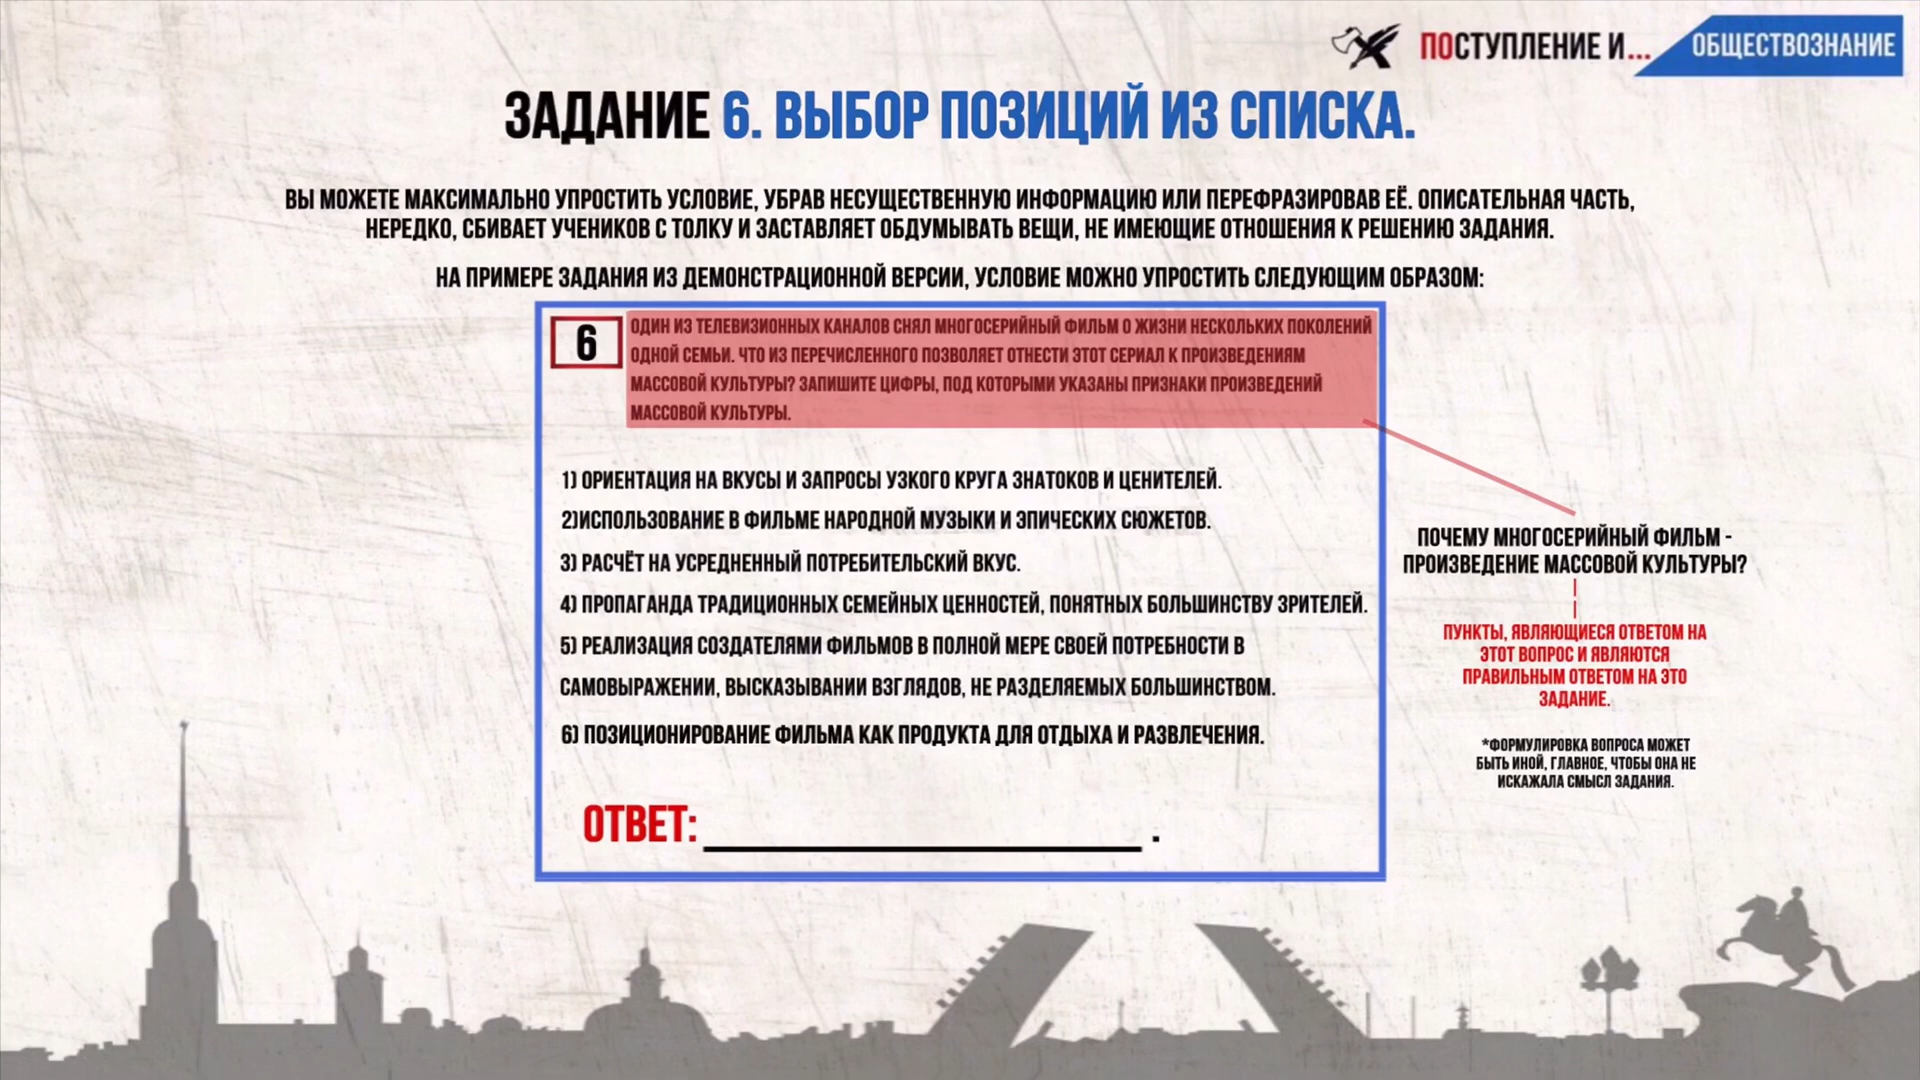 ПОСТУПЛЕНИЕ И...
ОБЩЕСТВОЗНАНИЕ
ЗАДАНИЕ 6. ВЫБОР ПОЗИЦИЙ ИЗ СПИСКА.
ВЫ МОЖЕТЕ МАКСИМАЛЬНО УПРОСТИТЬ УСЛОВИЕ, УБРАВ НЕСУЩЕСТВЕННУЮ ИНФОРМАЦИЮ ИЛИ ПЕРЕФРАЗИРОВАВ ЕЁ. ОПИСАТЕЛЬНАЯ ЧАСТЬ,
НЕРЕДКО, СБИВАЕТ УЧЕНИКОВ С ТОЛКУ И ЗАСТАВЛЯЕТ ОБДУМЫВАТЬ ВЕЩИ, НЕ ИМЕЮЩИЕ ОТНОШЕНИЯ К РЕШЕНИЮ ЗАДАНИЯ.
НА ПРИМЕРЕ ЗАДАНИЯ ИЗ ДЕМОНСТРАЦИОННОЙ ВЕРСИИ, УСЛОВИЕ МОЖНО УПРОСТИТЬ СЛЕДУЮЩИМ ОБРАЗОМ:
6
ОДИН ИЗ ТЕЛЕВИЗИОННЫХ КАНАЛОВ СНЯЛ МНОГОСЕРИЙНЫЙ ФИЛЬМ О ЖИЗНИ НЕСКОЛЬКИХ ПОКОЛЕНИЙ
ОДНОЙ СЕМЬИ. ЧТО ИЗ ПЕРЕЧИСЛЕННОГО ПОЗВОЛЯЕТ ОТНЕСТИ ЭТОТ СЕРИАЛ К ПРОИЗВЕДЕНИЯМ
МАССОВОЙ КУЛЬТУРЫ? ЗАПИШИТЕ ЦИФРЫ, ПОД КОТОРЫМИ УКАЗАНЫ ПРИЗНАКИ ПРОИЗВЕДЕНИЙ
МАССОВОЙ КУЛЬТУРЫ.
1) ОРИЕНТАЦИЯ НА ВКУСЫ И ЗАПРОСЫ УЗКОГО КРУГА ЗНАТОКОВ И ЦЕНИТЕЛЕЙ.
2)ИСПОЛЬЗОВАНИЕ В ФИЛЬМЕ НАРОДНОЙ МУЗЫКИ И ЭПИЧЕСКИХ СЮЖЕТОВ.
3) РАСЧЁТ НА УСРЕДНЕННЫЙ ПОТРЕБИТЕЛЬСКИЙ ВКУС.
4) ПРОПАГАНДА ТРАДИЦИОННЫХ СЕМЕЙНЫХ ЦЕННОСТЕЙ, ПОНЯТНЫХ БОЛЬШИНСТВУ ЗРИТЕЛЕЙ.
5) РЕАЛИЗАЦИЯ СОЗДАТЕЛЯМИ ФИЛЬМОВ В ПОЛНОЙ МЕРЕ СВОЕЙ ПОТРЕБНОСТИ В
САМОВЫРАЖЕНИИ, ВЫСКАЗЫВАНИИ ВЗГЛЯДОВ, НЕ РАЗДЕЛЯЕМЫХ БОЛЬШИНСТВОМ.
6) ПОЗИЦИОНИРОВАНИЕ ФИЛЬМА КАК ПРОДУКТА ДЛЯ ОТДЫХА И РАЗВЛЕЧЕНИЯ.
ОТВЕТ: ____________________ .
ПОЧЕМУ МНОГОСЕРИЙНЫЙ ФИЛЬМ -
ПРОИЗВЕДЕНИЕ МАССОВОЙ КУЛЬТУРЫ?
ПУНКТЫ, ЯВЛЯЮЩИЕСЯ ОТВЕТОМ НА
ЭТОТ ВОПРОС И ЯВЛЯЮТСЯ
ПРАВИЛЬНЫМ ОТВЕТОМ НА ЭТО
ЗАДАНИЕ.
*ФОРМУЛИРОВКА ВОПРОСА МОЖЕТ
БЫТЬ ИНОЙ, ГЛАВНОЕ, ЧТОБЫ ОНА НЕ
ИСКАЖАЛА СМЫСЛ ЗАДАНИЯ.